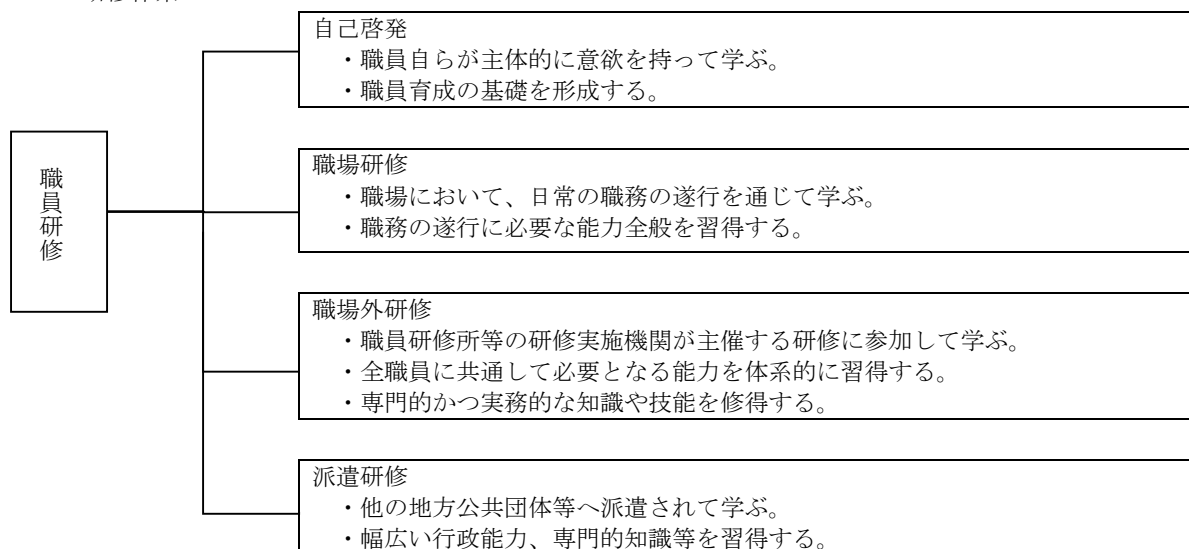 自己啓発
・職員自らが主体的に意欲を持って学ぶ。
・職員育成の基礎を形成する。
職員研修
職場研修
・職場において、日常の職務の遂行を通じて学ぶ。
・職務の遂行に必要な能力全般を習得する。
職場外研修
・職員研修所等の研修実施機関が主催する研修に参加して学ぶ。
・全職員に共通して必要となる能力を体系的に習得する。
・専門的かつ実務的な知識や技能を修得する。
派遣研修
・他の地方公共団体等へ派遣されて学ぶ。
・幅広い行政能力、専門的知識等を習得する。